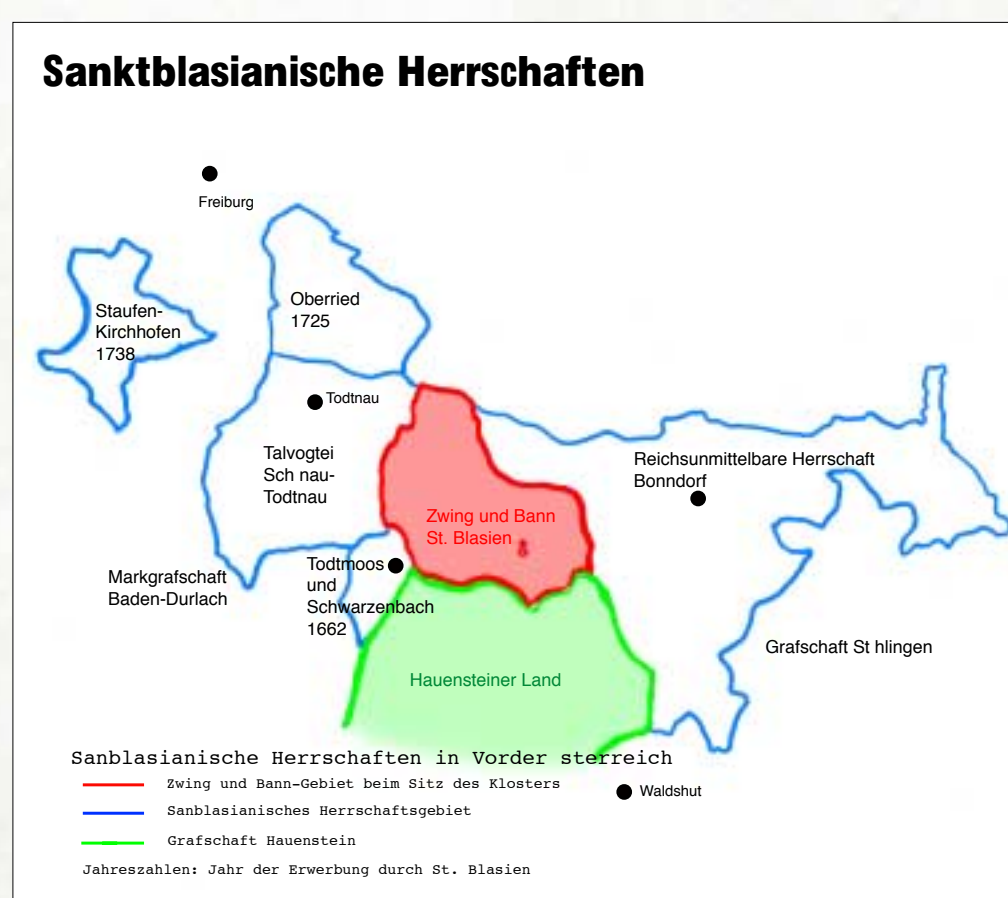 Sanktblasianische Herrschaften
Freiburg
Oberried
1725
Staufen-
Kirchhofen
1738
Todtnau
Talvogtei
Sch nau-
Todtnau
Reichsunmittelbare Herrschaft
Bonndorf
Zwing und Bann
St. Blasien
Markgrafschaft
Baden-Durlach
Todtmoos
und
Schwarzenbach
1662
Grafschaft St hlingen
Hauensteiner Land
Sanblasianische Herrschaften in Vorder sterreich
Zwing und Bann-Gebiet beim Sitz des Klosters
Waldshut
Sanblasianisches Herrschaftsgebiet
Grafschaft Hauenstein
Jahreszahlen: Jahr der Erwerbung durch St. Blasien